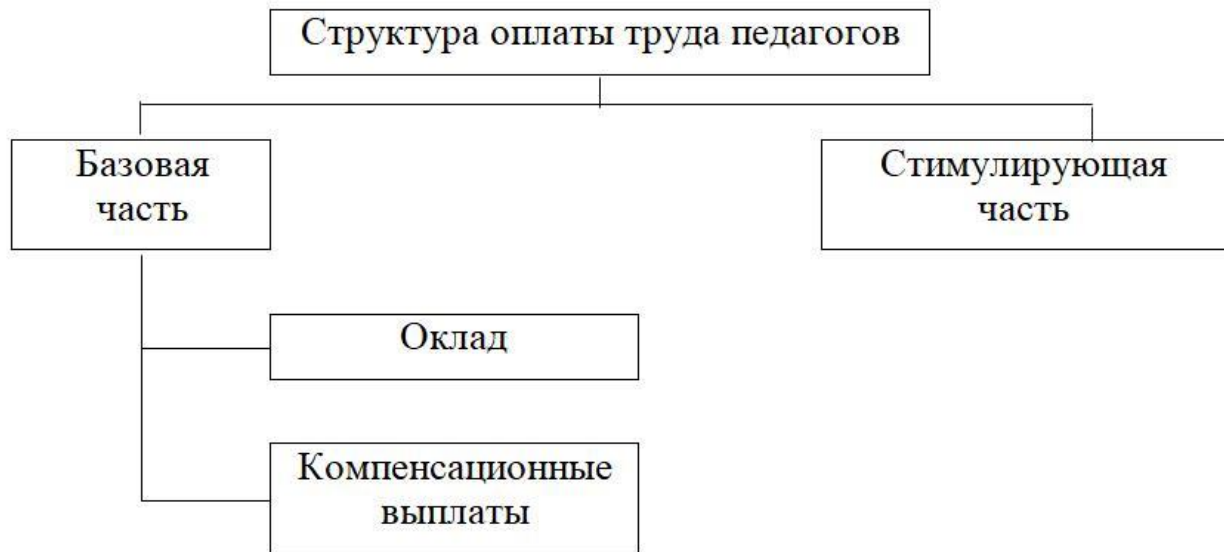 Структура оплаты труда педагогов
Базовая
часть
Стимулирующая
часть
Оклад
Компенсационные
выплаты